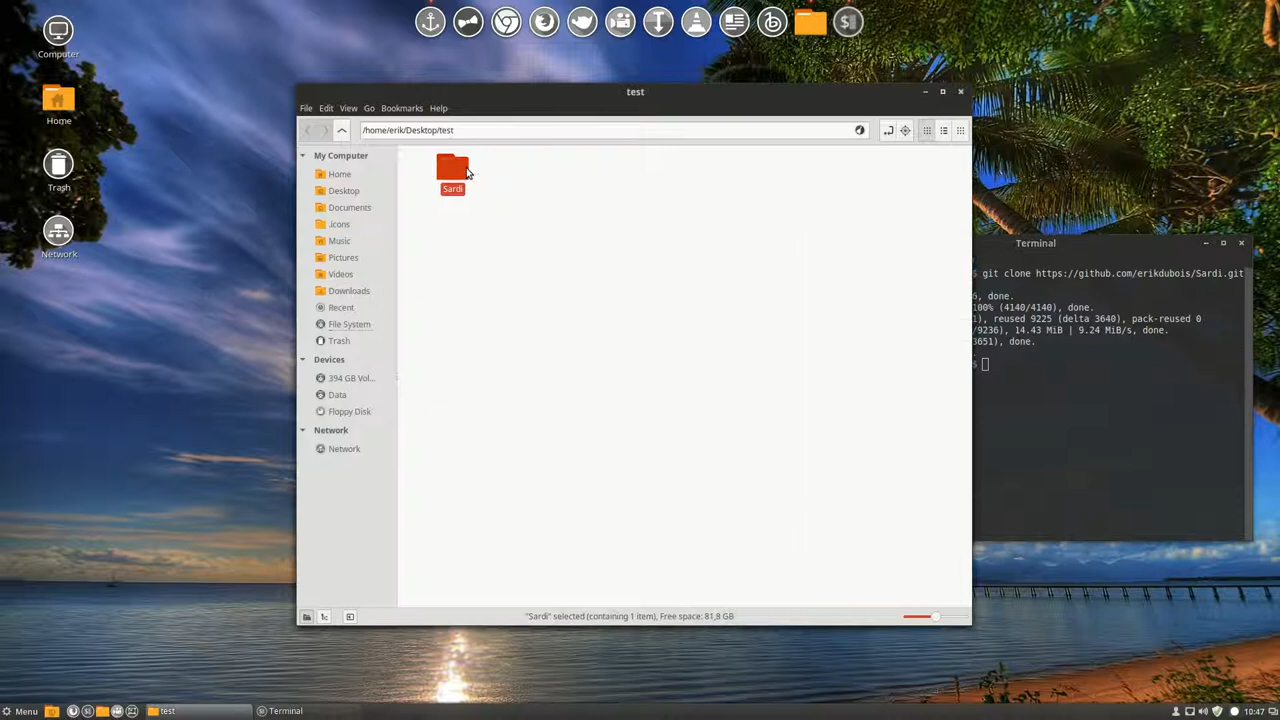 Computer
Home
Trash
Network
test
File Edit View Go Bookmarks Help
/home/erik/Desktop/test
My Computer
Home
Desktop
Documents
.icons
Music
Pictures
Videos
Downloads
Recent
File System
Trash
Devices
394 GB Vol...
Data
Floppy Disk
Network
Network
Sardi
"Sardi" selected (containing 1 item), Free space: 81,8 GB
Terminal
$ git clone https://github.com/erikdubois/Sardi.git
6, done.
100% (4140/4140), done.
1), reused 9225 (delta 3640), pack-reused 0
/9236), 14.43 MiB | 9.24 MiB/s, done.
3651), done.
$
Menu
test
Terminal
10:47